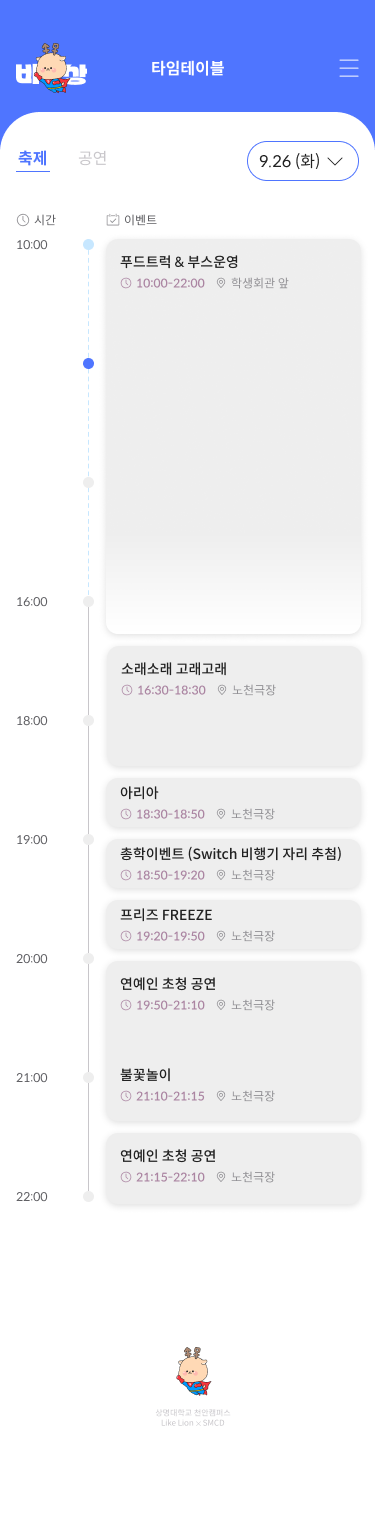 비상
타임테이블
축제 공연
9.26 (화)
시간 이벤트
10:00
푸드트럭 & 부스운영
10:00-22:00 학생회관 앞
16:00
소래소래 고래고래
16:30-18:30 노천극장
18:00
아리아
18:30-18:50 노천극장
19:00
총학이벤트 (Switch 비행기 자리 추첨)
18:50-19:20 노천극장
프리즈 FREEZE
19:20-19:50 노천극장
20:00
연예인 초청 공연
19:50-21:10 노천극장
21:00
불꽃놀이
21:10-21:15 노천극장
연예인 초청 공연
21:15-22:10 노천극장
22:00
상명대학교 천안캠퍼스
Like Lion × SMCD